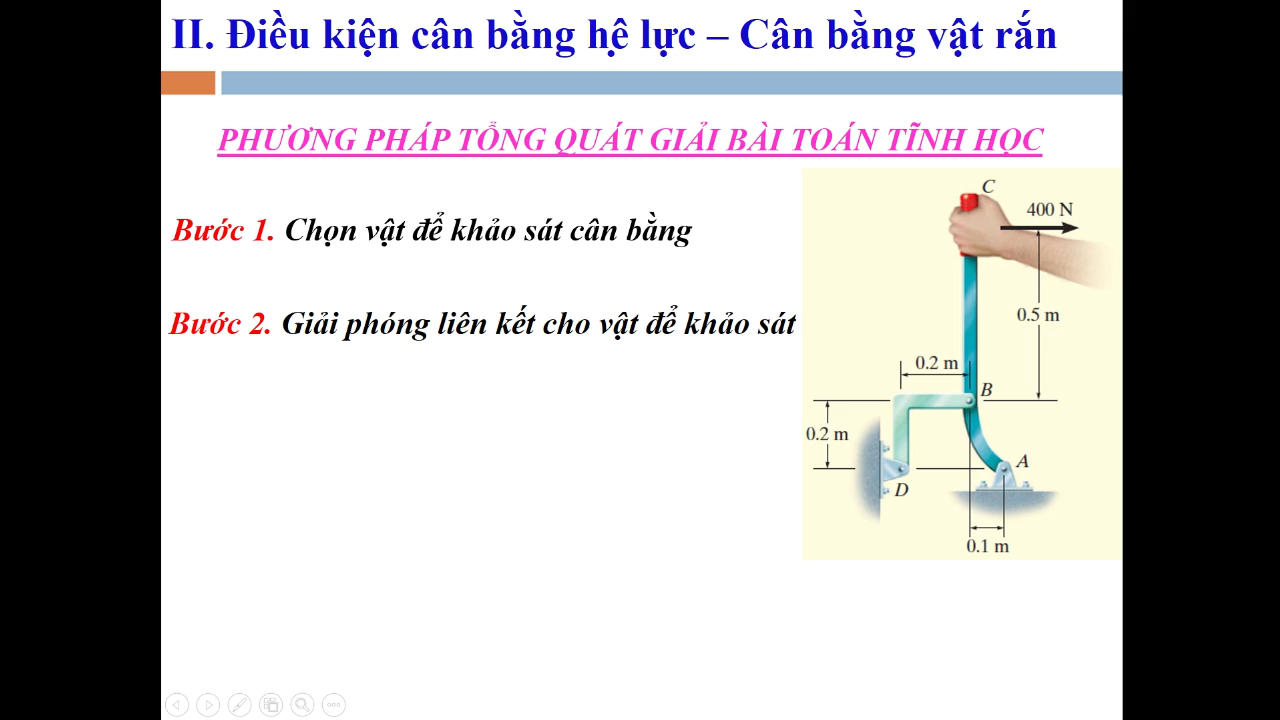 II. Điều kiện cân bằng hệ lực – Cân bằng vật rắn
PHƯƠNG PHÁP TỔNG QUÁT GIẢI BÀI TOÁN TĨNH HỌC
Bước 1. Chọn vật để khảo sát cân bằng
Bước 2. Giải phóng liên kết cho vật để khảo sát
C
400 N
0.5 m
0.2 m
B
0.2 m
A
D
0.1 m